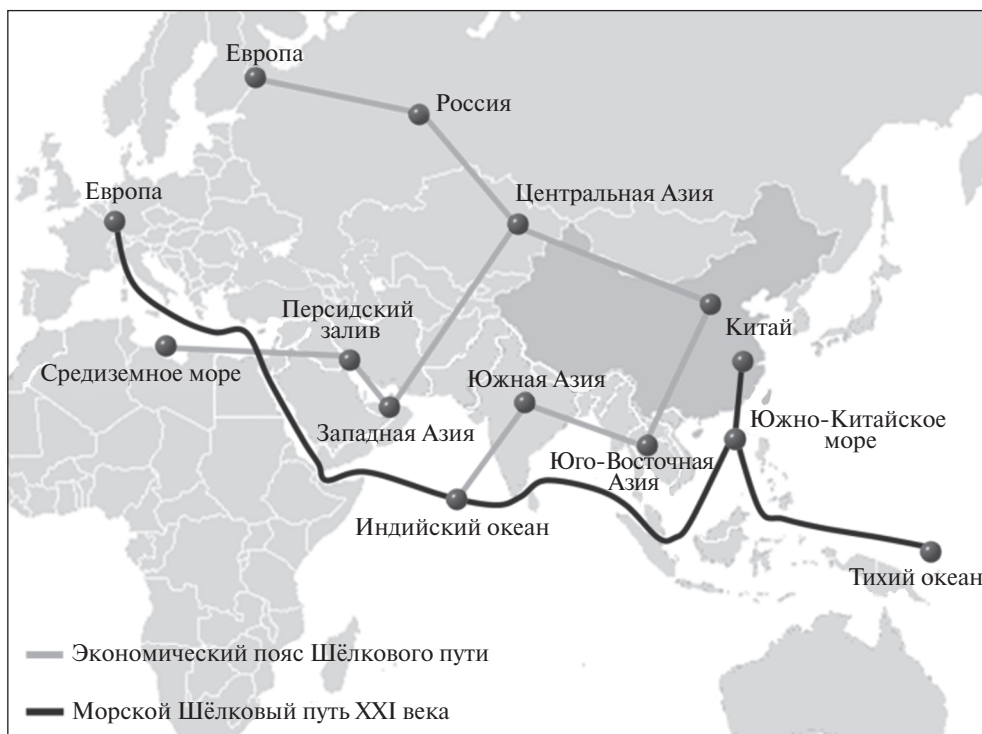 Европа
Россия
Европа
Центральная Азия
Персидский
залив
Китай
Средиземное море
Южная Азия
Западная Азия
Южно-Китайское
море
Юго-Восточная
Азия
Индийский океан
Тихий океан
Экономический пояс Шёлкового пути
Морской Шёлковый путь XXI века